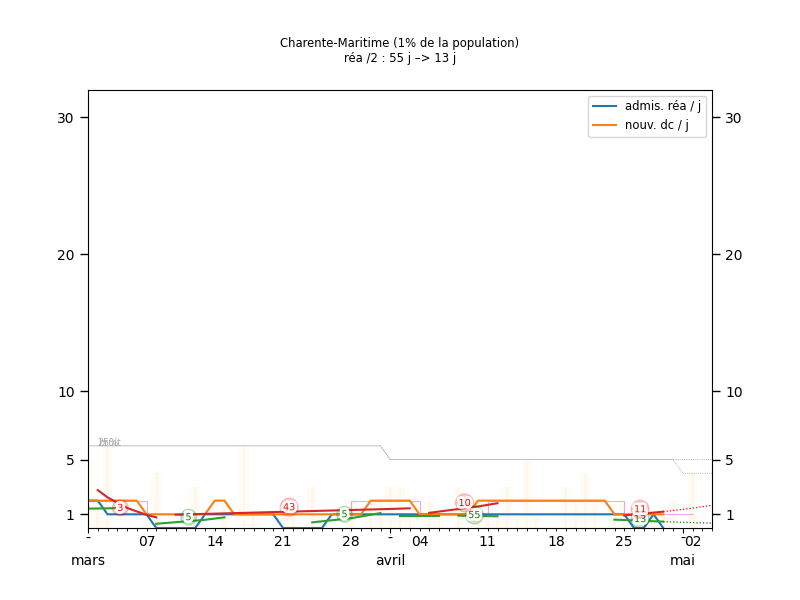 Charente-Maritime (1% de la population)
réa /2 : 55 j –> 13 j
admis. réa / j
nouv. dc / j
30 30
20 20
10 10
5 5
1 1
3 5 43 5 10 55 11 13
- 07 14 21 28 - 04 11 18 25 - 02
mars avril mai